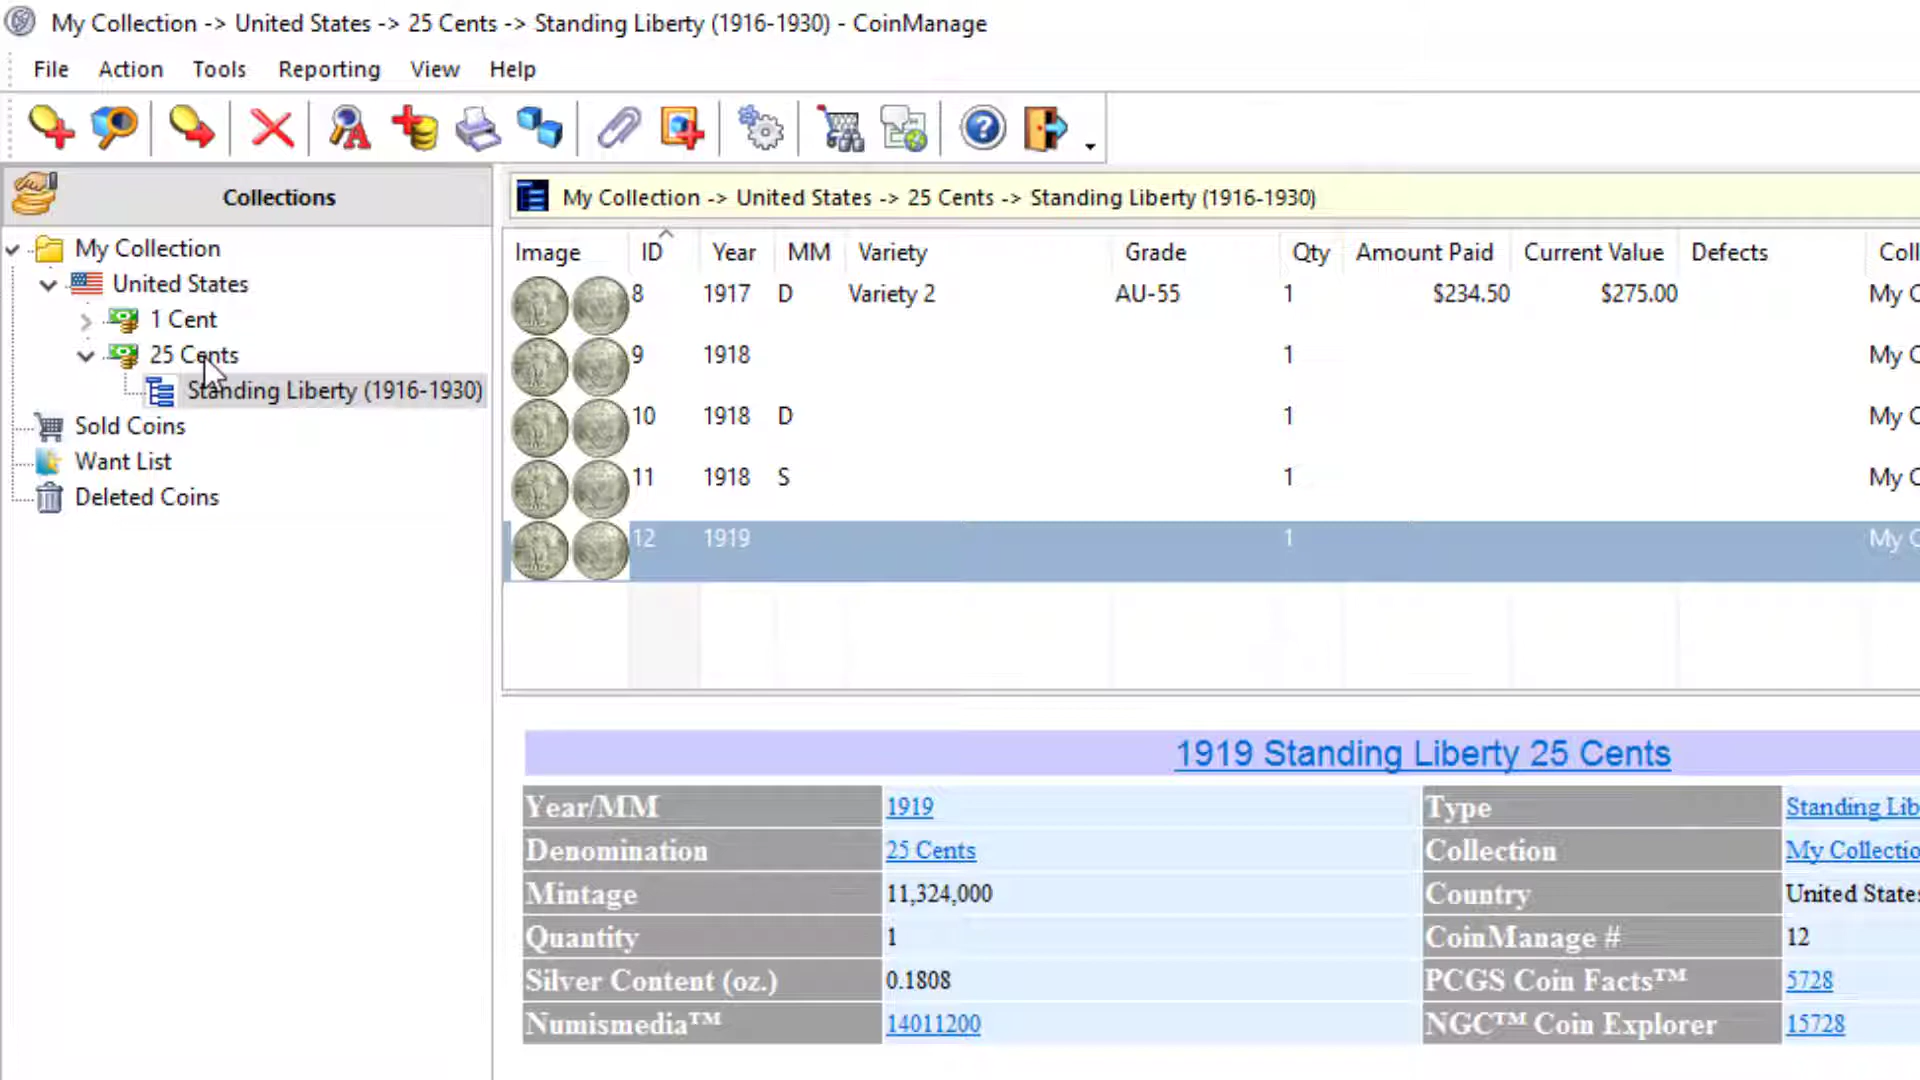 My Collection -> United States -> 25 Cents -> Standing Liberty (1916-1930) - CoinManage
File Action Tools Reporting View Help
Collections
My Collection
United States
1 Cent
25 Cents
Standing Liberty (1916-1930)
Sold Coins
Want List
Deleted Coins
My Collection -> United States -> 25 Cents -> Standing Liberty (1916-1930)
Image ID Year MM Variety Grade Qty Amount Paid Current Value Defects Coll
8 1917 D Variety 2 AU-55 1 $234.50 $275.00 My C
9 1918 1 My C
10 1918 D 1 My C
11 1918 S 1 My C
12 1919 1 My C
1919 Standing Liberty 25 Cents
Year/MM 1919 Type Standing Lib
Denomination 25 Cents Collection My Collectio
Mintage 11,324,000 Country United States
Quantity 1 CoinManage # 12
Silver Content (oz.) 0.1808 PCGS Coin Facts™ 5728
Numismedia™ 14011200 NGC™ Coin Explorer 15728